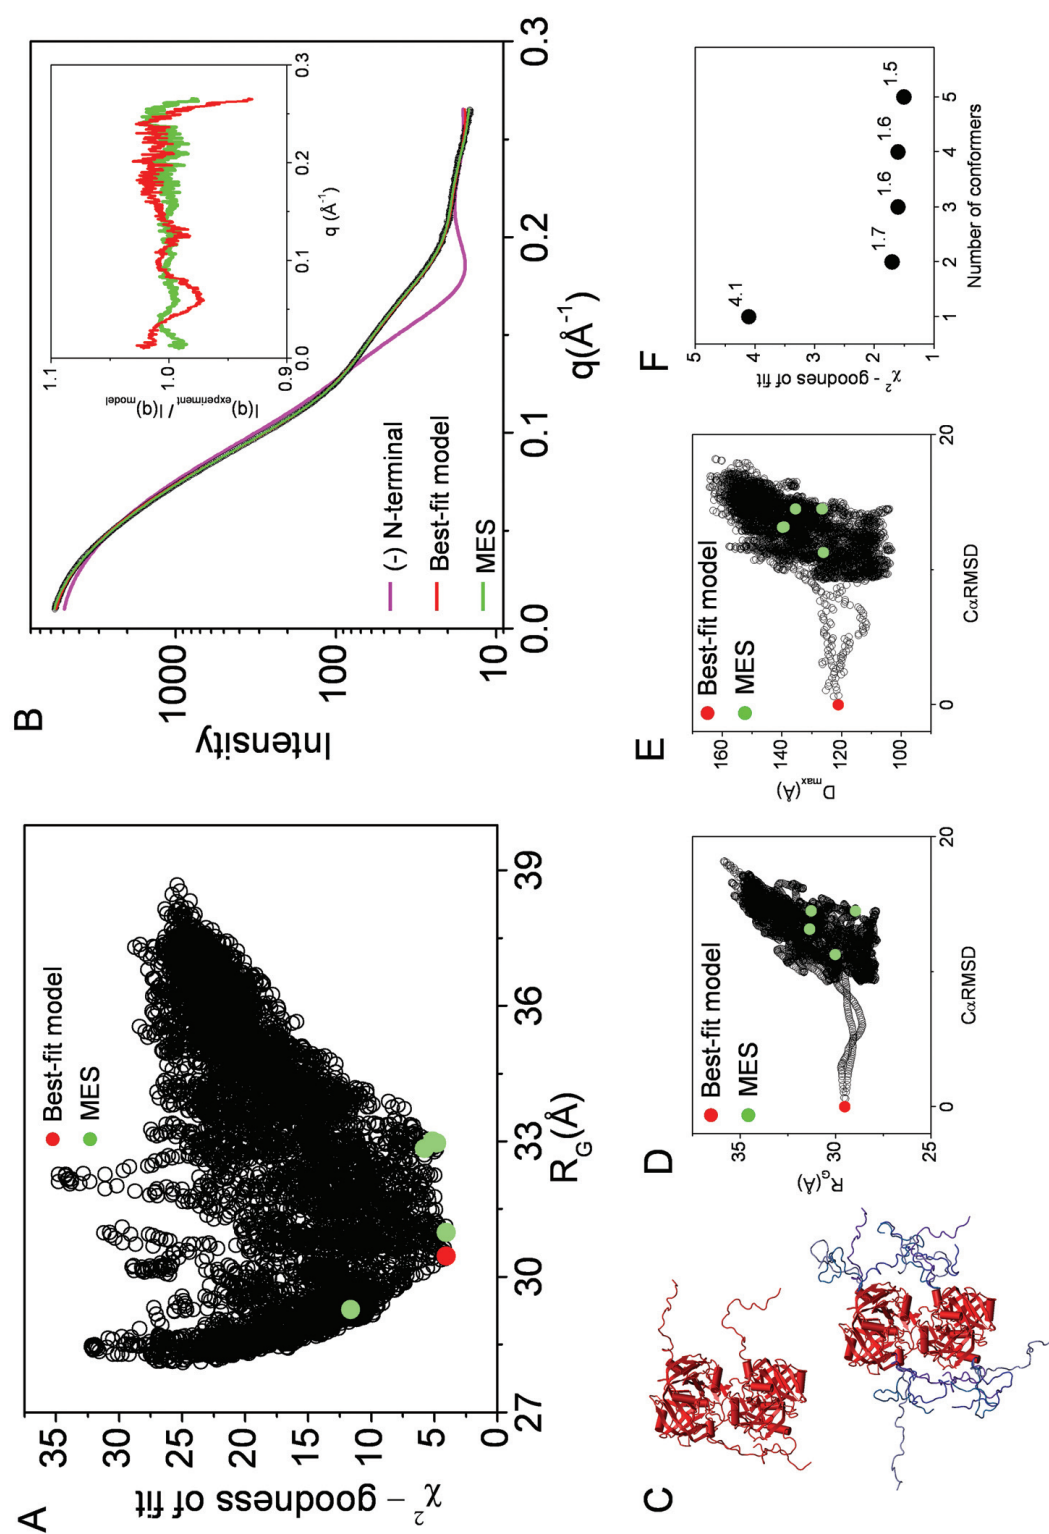 A
χ² – goodness of fit
35
30
25
20
15
10
5
0
27
30
33
36
39
R_G(Å)
Best-fit model
MES
B
Intensity
1000
100
10
0.0
0.1
0.2
0.3
q(Å⁻¹)
(-) N-terminal
Best-fit model
MES
I(q)experiment / I(q)model
1.1
1.0
0.9
0.0
0.1
0.2
0.3
q (Å⁻¹)
C
D
R_G(Å)
35
30
25
0
20
CαRMSD
Best-fit model
MES
E
D_max(Å)
160
140
120
100
0
20
CαRMSD
Best-fit model
MES
F
χ² - goodnes of fit
5
4
3
2
1
1
2
3
4
5
Number of conformers
4.1
1.7
1.6
1.6
1.5